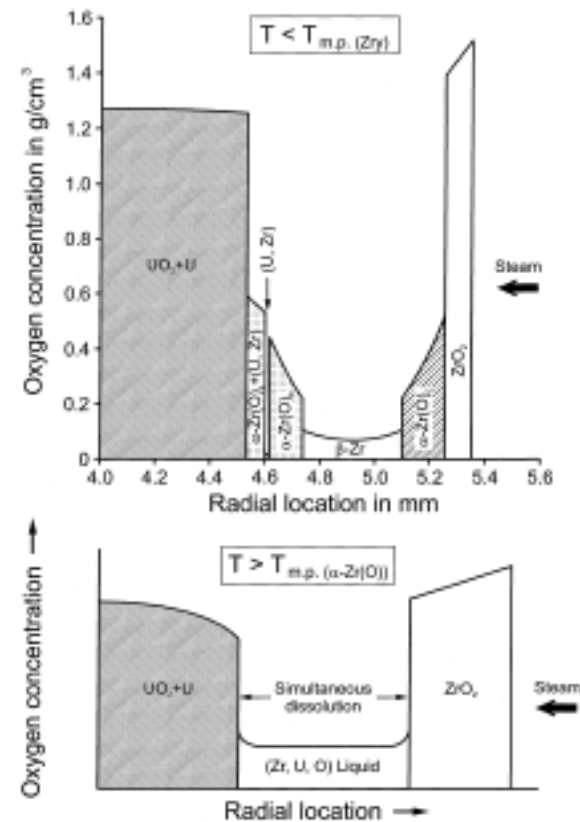 T < T m.p. (Zry)
Oxygen concentration in g/cm³
1.6
1.4
1.2
1.0
0.8
0.6
0.4
0.2
0
UO₂+U
(U, Zr)
α-Zr(O)+(U, Zr)
α-Zr(O)
β-Zr
α-Zr(O)
ZrO₂
Steam
4.0 4.2 4.4 4.6 4.8 5.0 5.2 5.4 5.6
Radial location in mm
T > T m.p. (α-Zr(O))
Oxygen concentration
UO₂+U
Simultaneous
dissolution
ZrO₂
Steam
(Zr, U, O) Liquid
Radial location